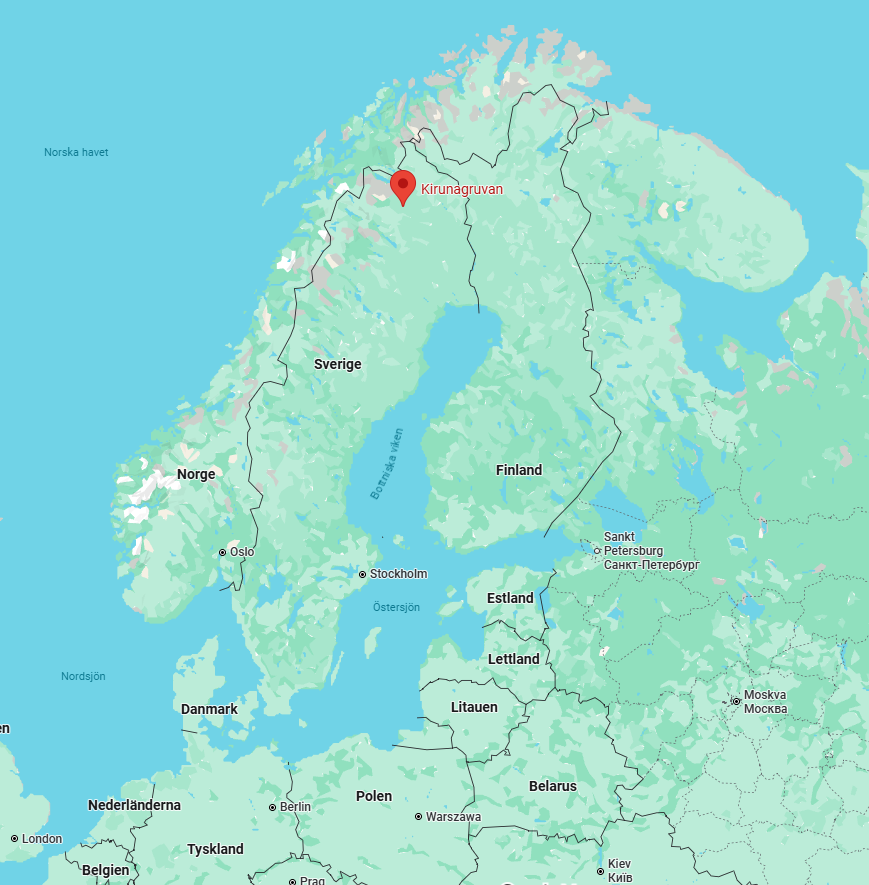 Norska havet
Kirunagruvan
Sverige
Bottniska viken
Norge
Finland
Oslo
Sankt
Petersburg
Санкт-Петербург
Stockholm
Estland
Östersjön
Lettland
Nordsjön
Moskva
Москва
Danmark
Litauen
en
Belarus
Polen
Nederländerna
Berlin
Warszawa
London
Tyskland
Belgien
Kiev
Київ
Prag